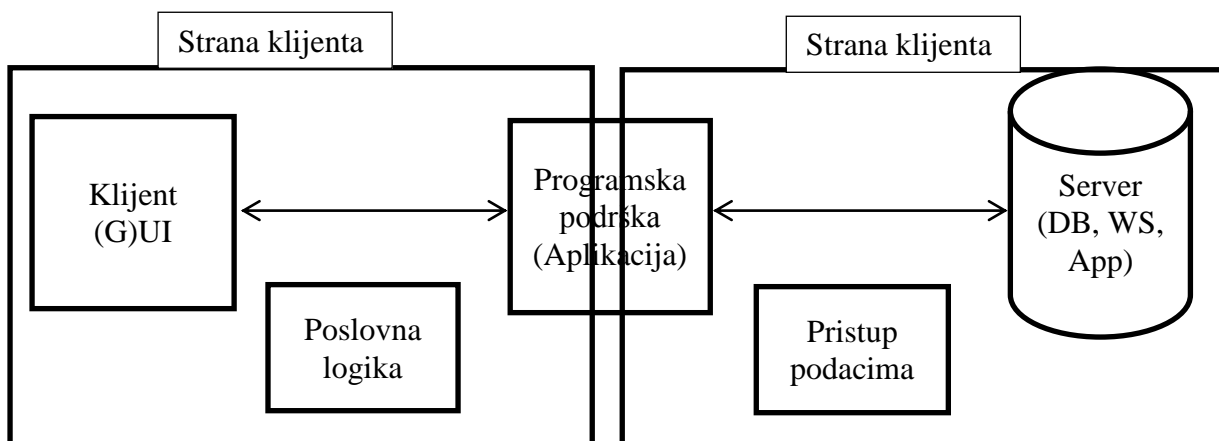 Strana klijenta
Strana klijenta
Klijent
(G)UI
Programska
podrška
(Aplikacija)
Server
(DB, WS,
App)
Poslovna
logika
Pristup
podacima